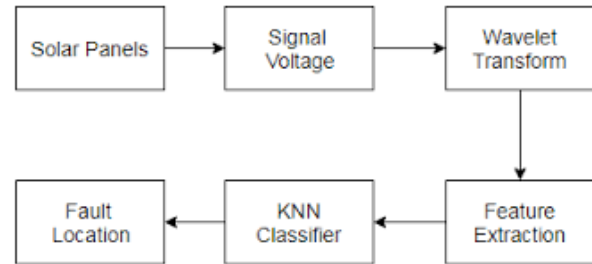 Solar Panels
Signal
Voltage
Wavelet
Transform
Feature
Extraction
KNN
Classifier
Fault
Location